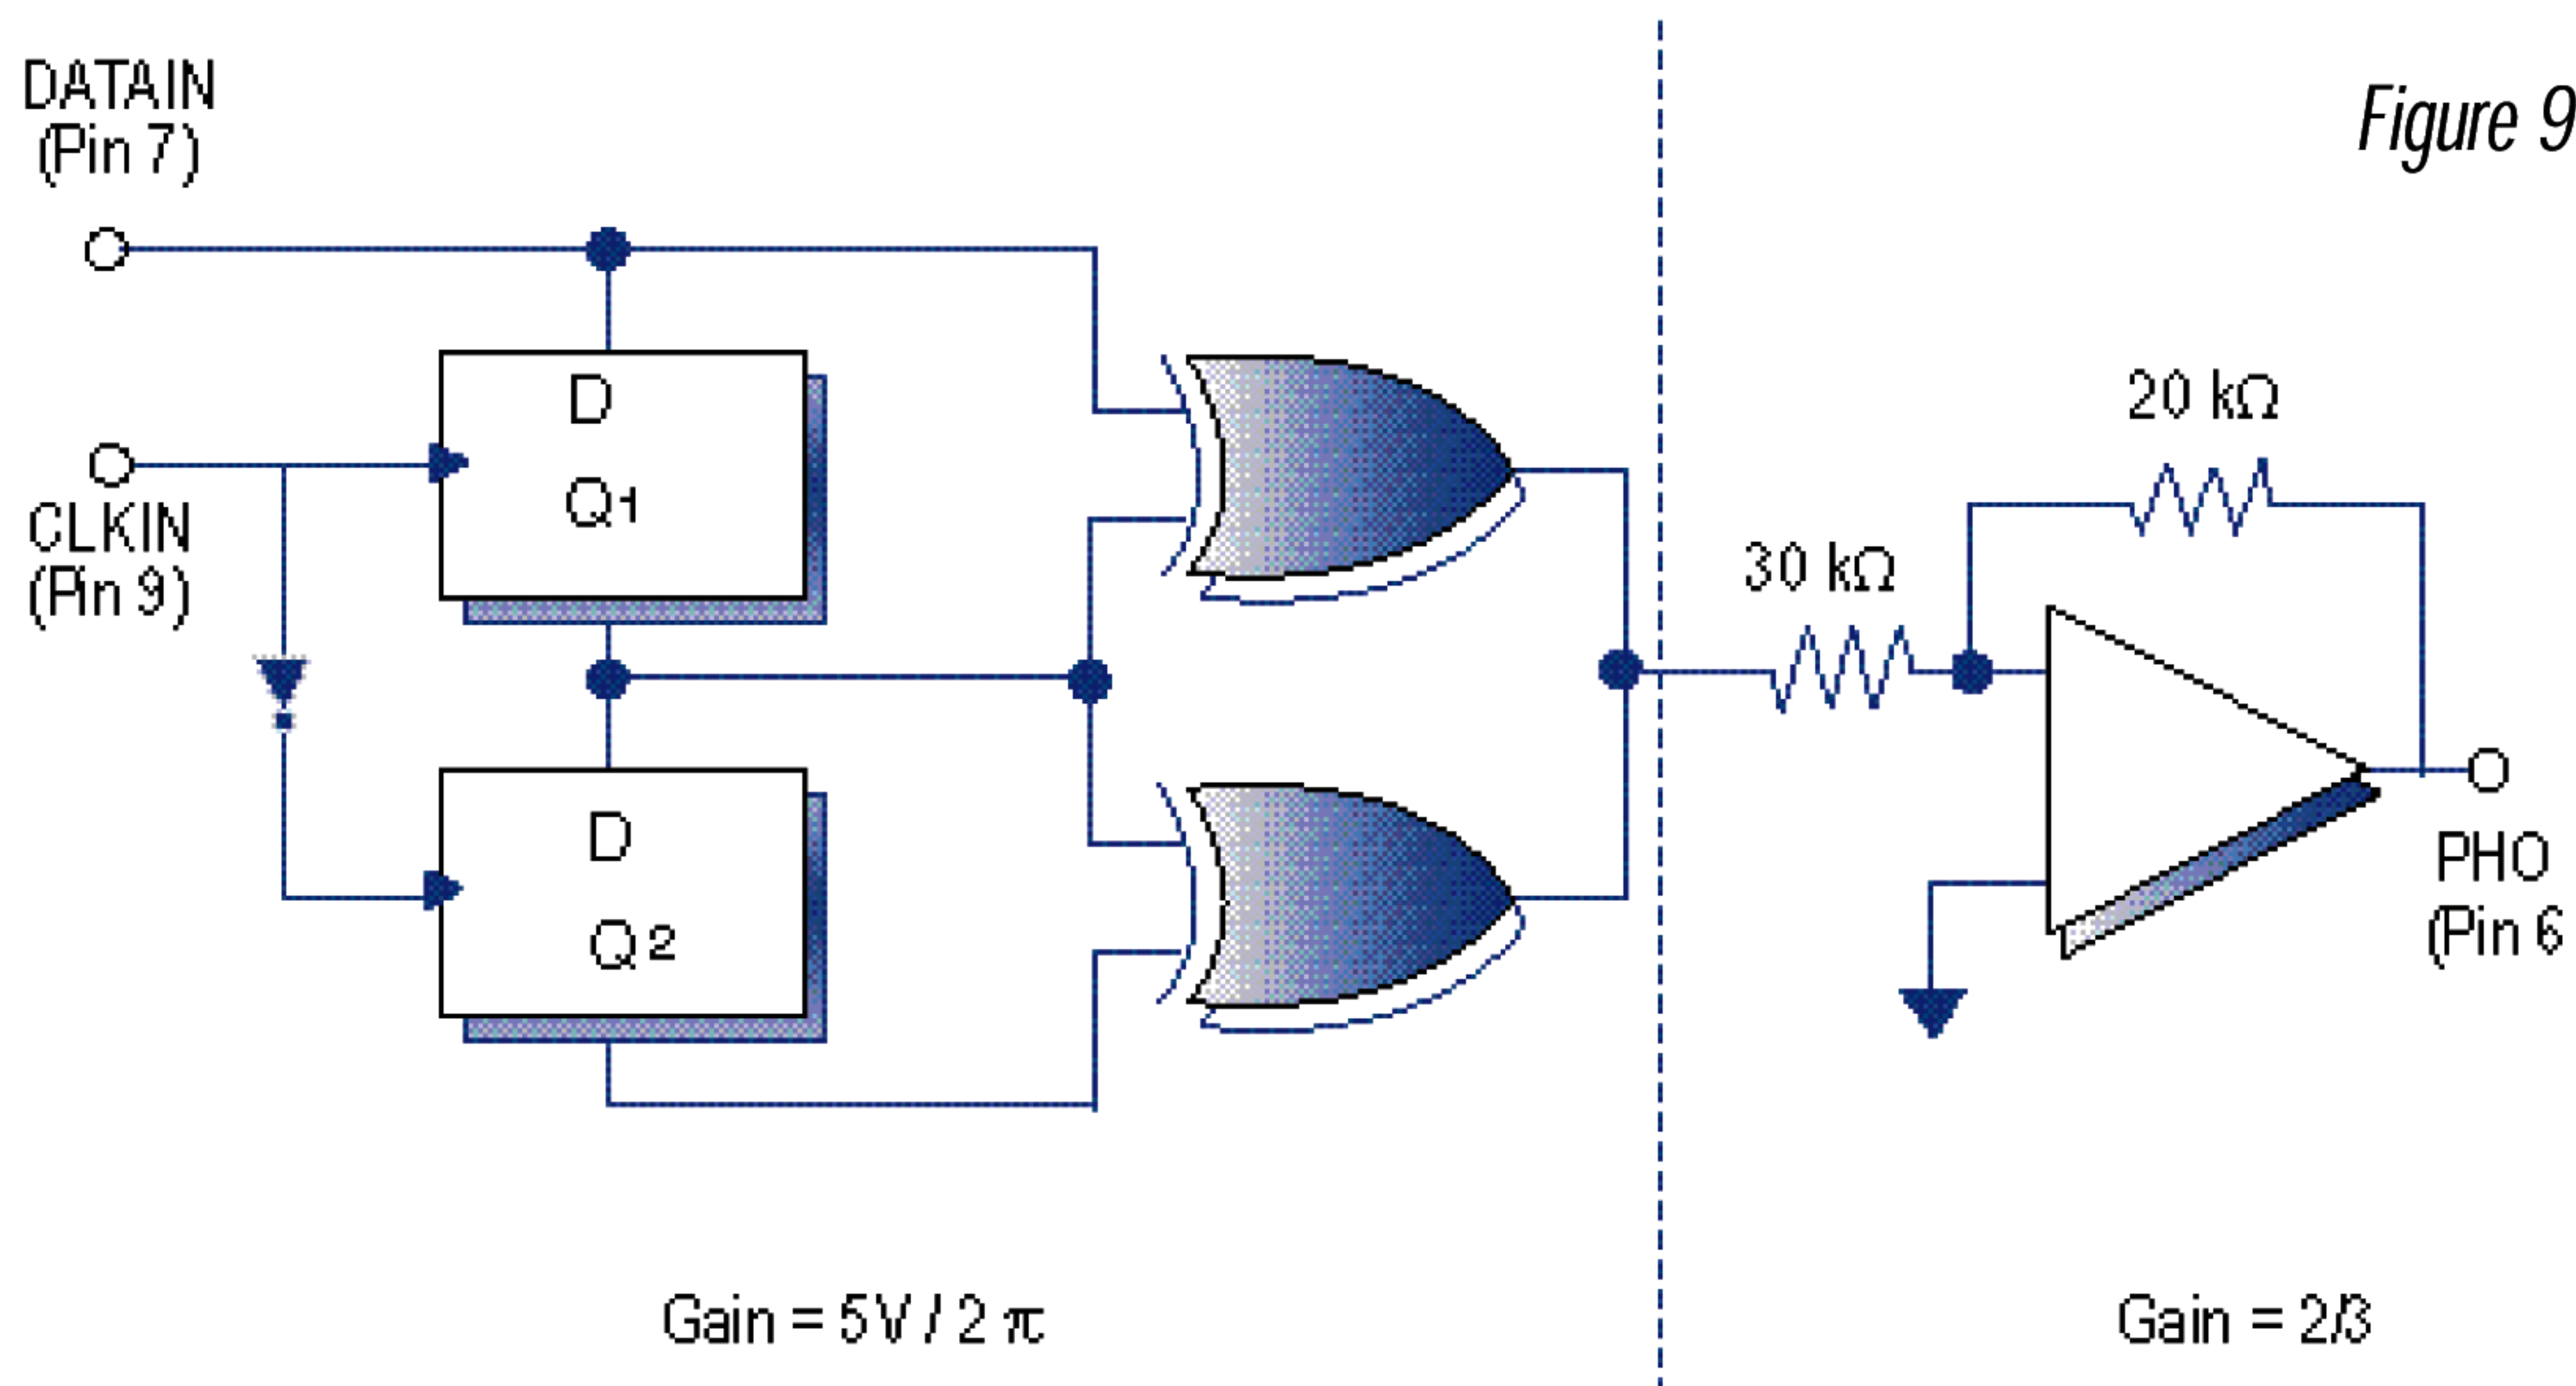 DATAIN
(Pin 7)
Figure 9
D
Q1
CLKIN
(Pin 9)
20 kΩ
30 kΩ
D
Q2
PHO
(Pin 6
Gain = 5V / 2 π
Gain = 2/3